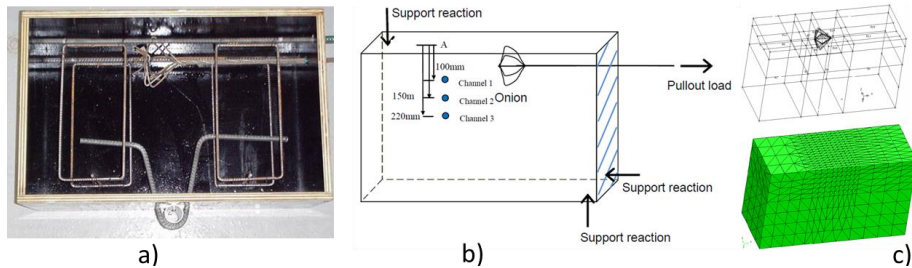 Support reaction
A
100mm
Channel 1
150m
Channel 2
220mm
Channel 3
Onion
Pullout load
Support reaction
Support reaction
a)
b)
c)